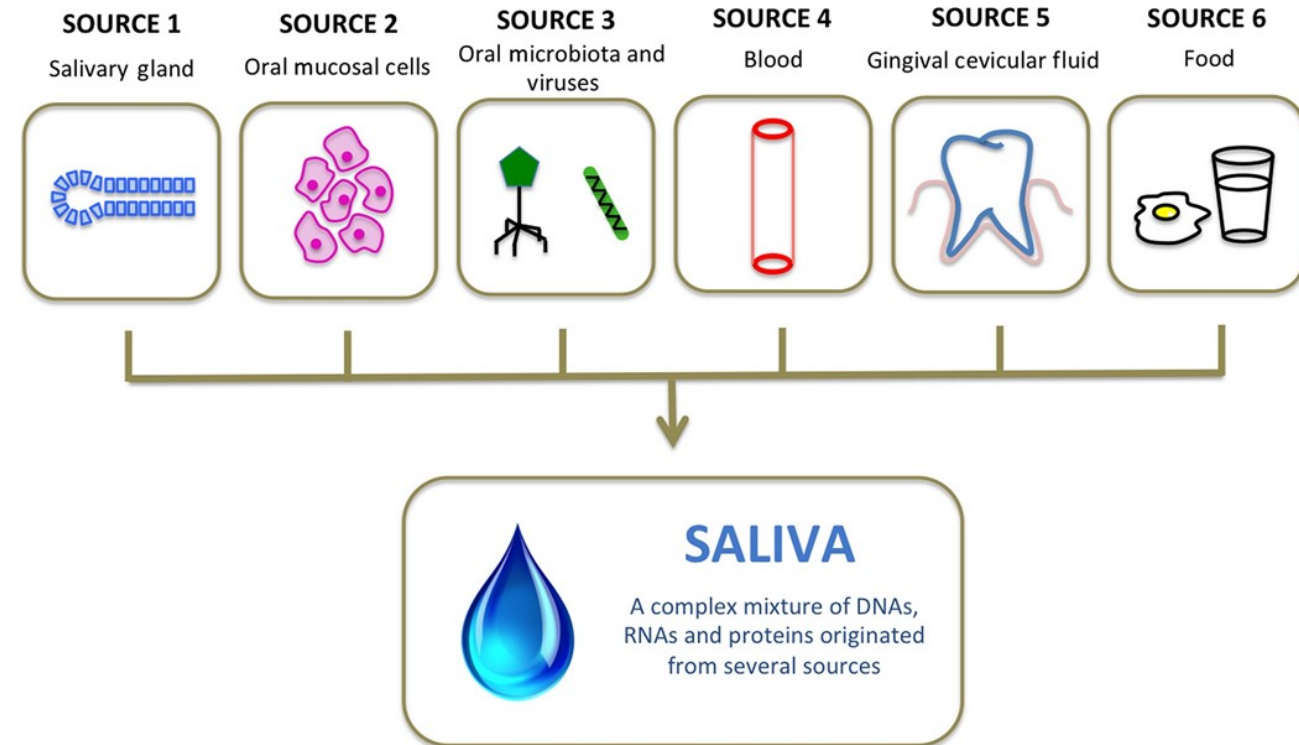 SOURCE 1
Salivary gland
SOURCE 2
Oral mucosal cells
SOURCE 3
Oral microbiota and
viruses
SOURCE 4
Blood
SOURCE 5
Gingival cevicular fluid
SOURCE 6
Food
SALIVA
A complex mixture of DNAs,
RNAs and proteins originated
from several sources